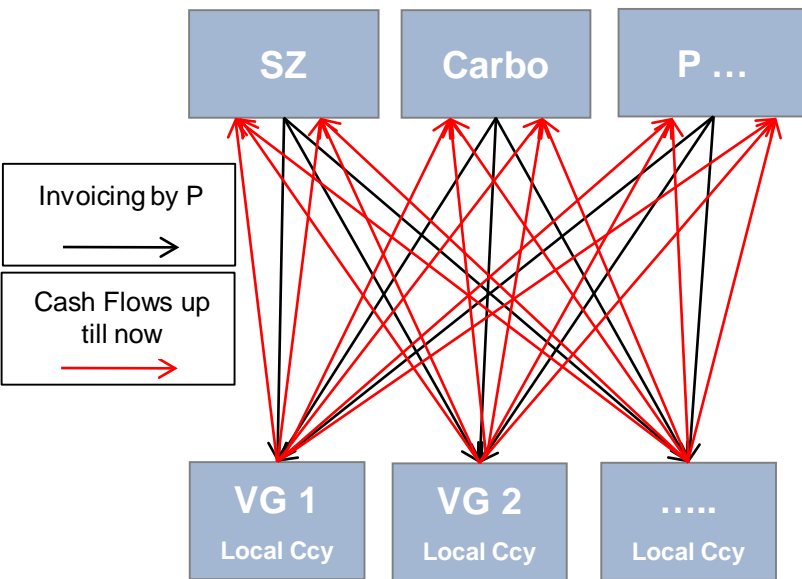 SZ
Carbo
P ...
Invoicing by P
Cash Flows up
till now
VG 1
Local Ccy
VG 2
Local Ccy
.....
Local Ccy